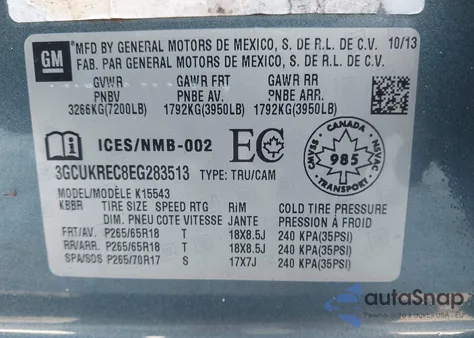 GM
MFD BY GENERAL MOTORS DE MEXICO, S. DE R.L. DE C.V. 10/13
FAB. PAR GENERAL MOTORS DE MEXICO, S. DE R.L. DE C.V.
GVWR GAWR FRT GAWR RR
PNBV PNBE AV. PNBE ARR.
3266KG(7200LB) 1792KG(3950LB) 1792KG(3950LB)
ICES/NMB-002 EC
CANADA
CMVSS 985 NSVAC
TRANSPORT
3GCUKREC8EG283513 TYPE: TRU/CAM
MODEL/MODÈLE K15543
KBBR TIRE SIZE SPEED RTG RIM COLD TIRE PRESSURE
DIM. PNEU COTE VITESSE JANTE PRESSION À FROID
FRT/AV. P265/65R18 T 18X8.5J 240 KPA(35PSI)
RR/ARR. P265/65R18 T 18X8.5J 240 KPA(35PSI)
SPA/SDS P265/70R17 S 17X7J 240 KPA(35PSI)
autoSnap